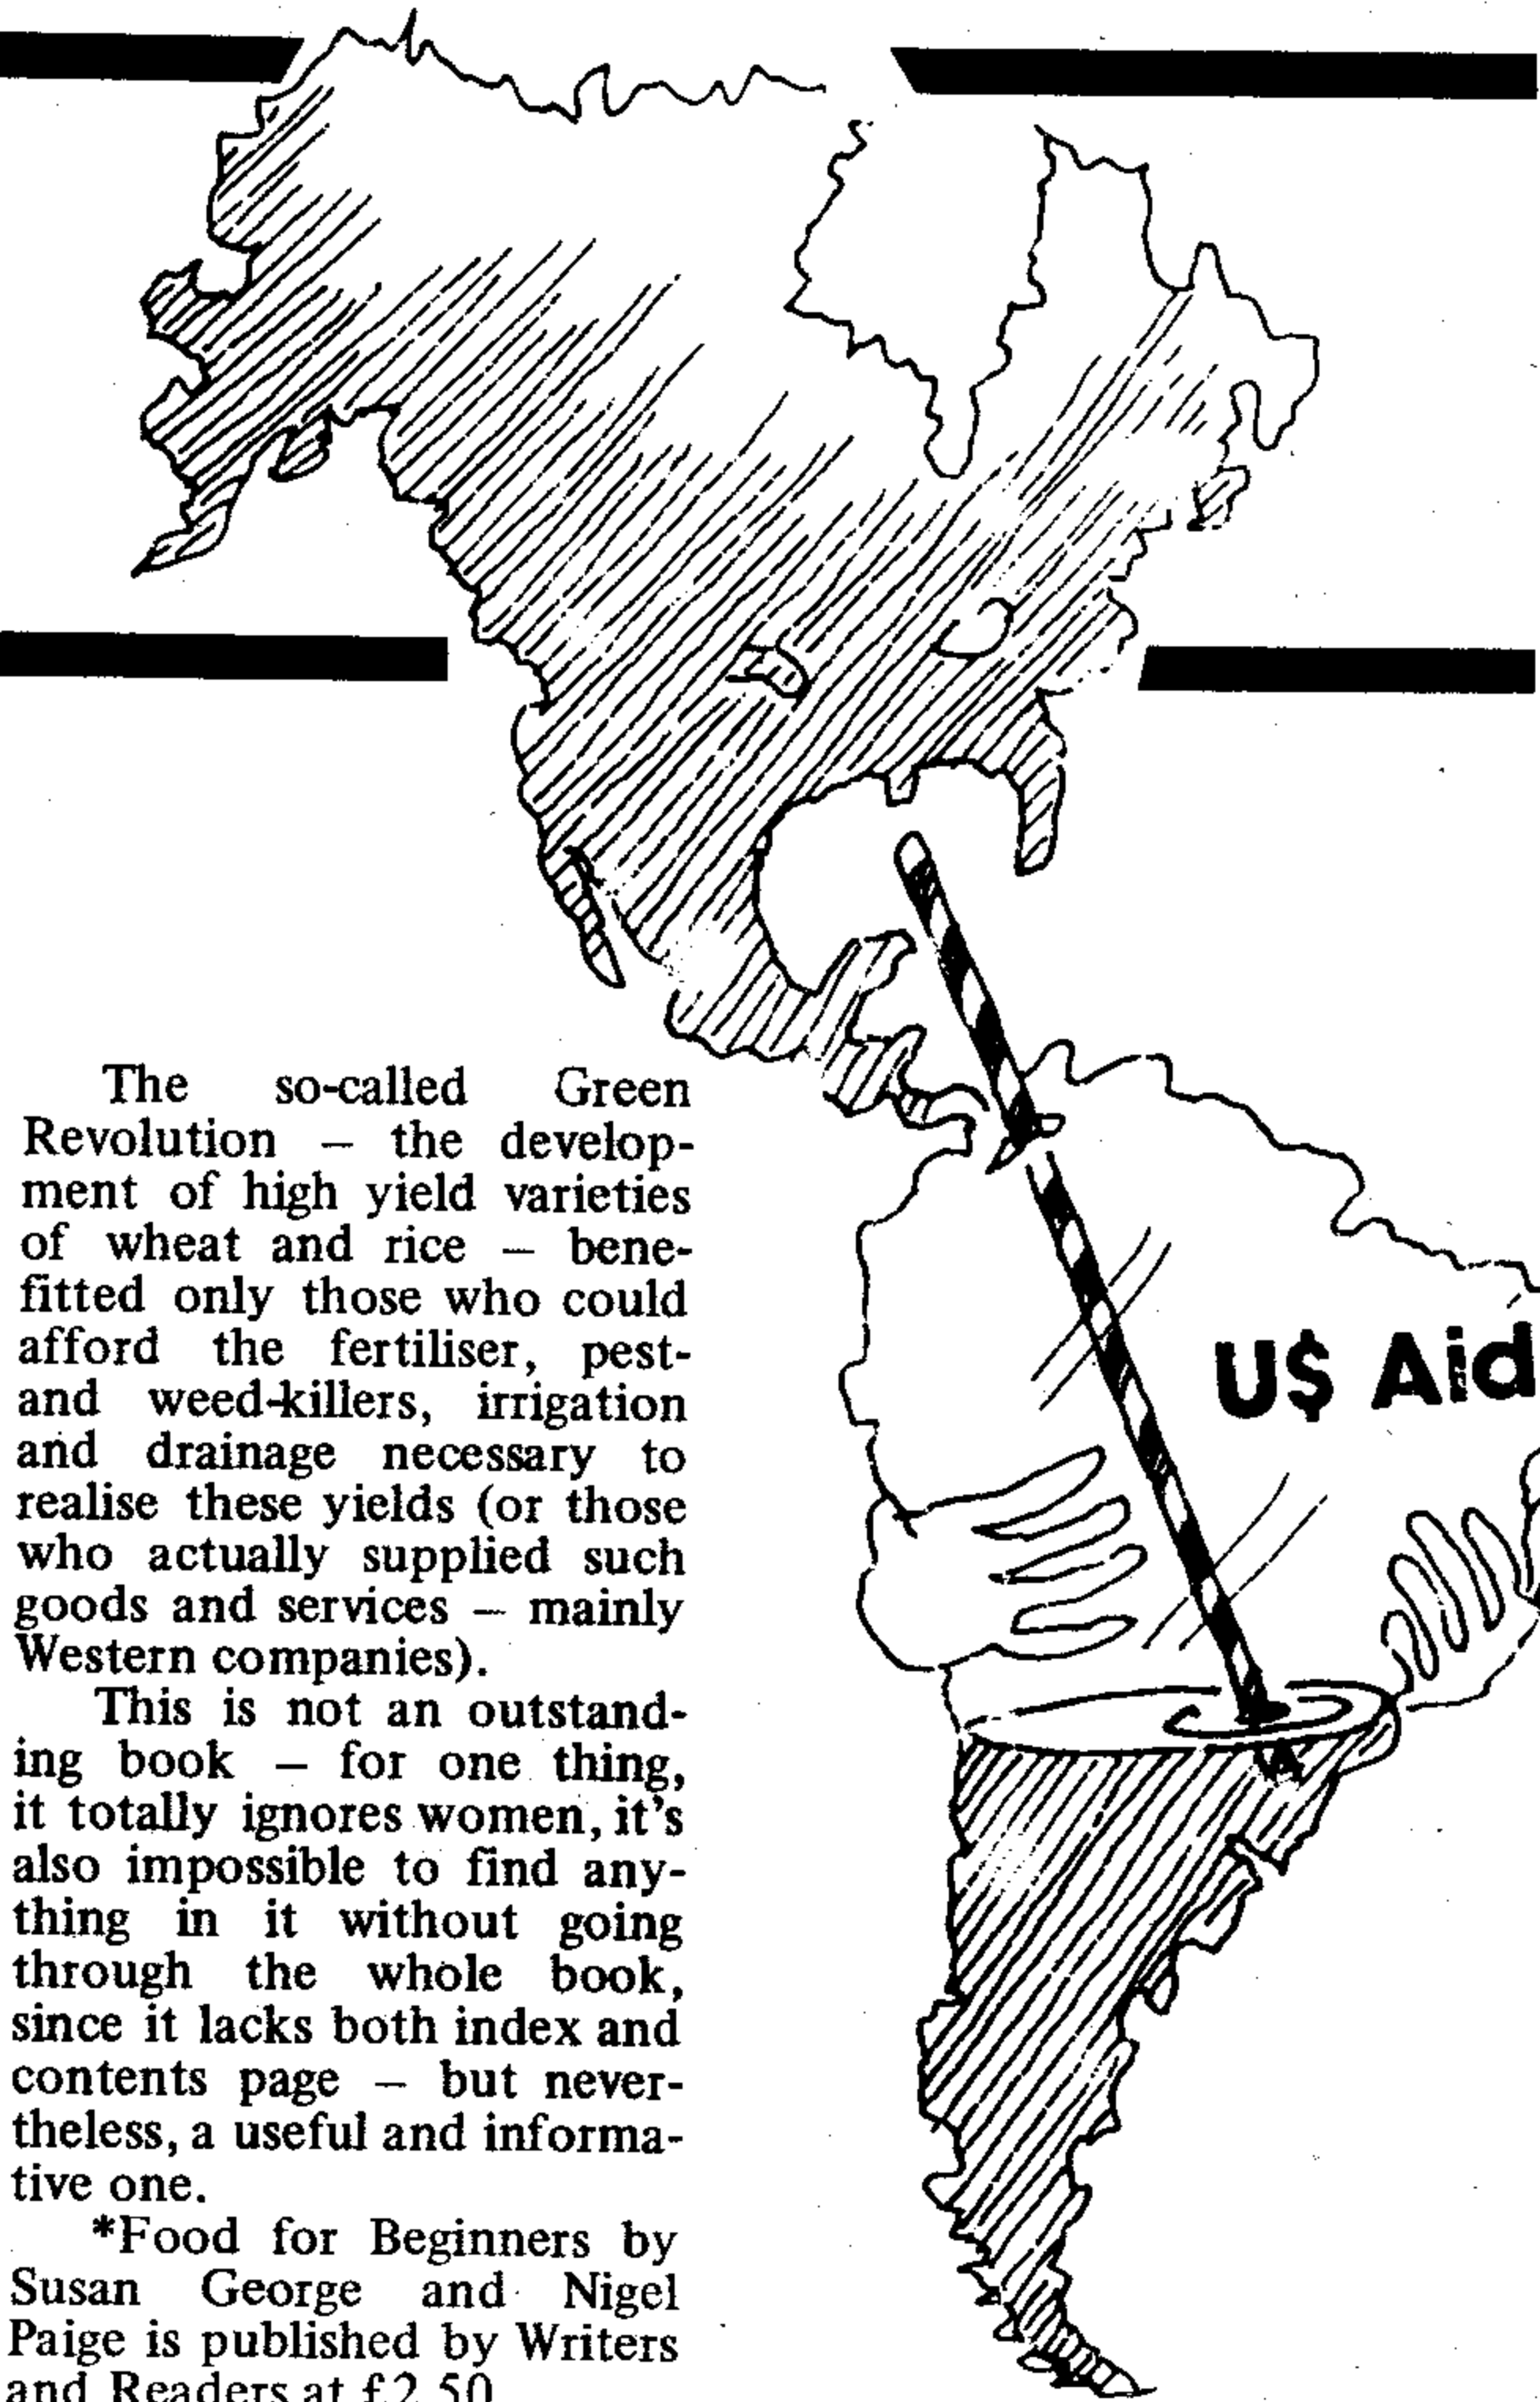 The so-called Green
Revolution — the develop-
ment of high yield varieties
of wheat and rice — bene-
fitted only those who could
afford the fertiliser, pest-
and weed-killers, irrigation
and drainage necessary to
realise these yields (or those
who actually supplied such
goods and services — mainly
Western companies).
This is not an outstand-
ing book — for one thing,
it totally ignores women, it's
also impossible to find any-
thing in it without going
through the whole book,
since it lacks both index and
contents page — but never-
theless, a useful and informa-
tive one.
*Food for Beginners by
Susan George and Nigel
Paige is published by Writers
and Readers at £2.50
U$ Aid